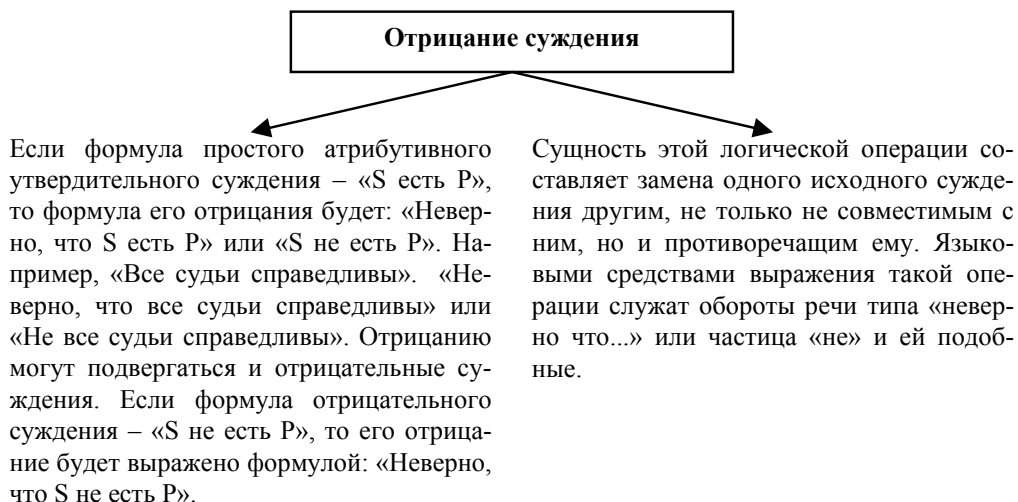 Отрицание суждения
Если формула простого атрибутивного
утвердительного суждения – «S есть P»,
то формула его отрицания будет: «Невер-
но, что S есть P» или «S не есть P». На-
пример, «Все судьи справедливы». «Не-
верно, что все судьи справедливы» или
«Не все судьи справедливы». Отрицанию
могут подвергаться и отрицательные су-
ждения. Если формула отрицательного
суждения – «S не есть P», то его отрица-
ние будет выражено формулой: «Неверно,
что S не есть P».
Сущность этой логической операции со-
ставляет замена одного исходного сужде-
ния другим, не только не совместимым с
ним, но и противоречащим ему. Языко-
выми средствами выражения такой опе-
рации служат обороты речи типа «невер-
но что...» или частица «не» и ей подоб-
ные.